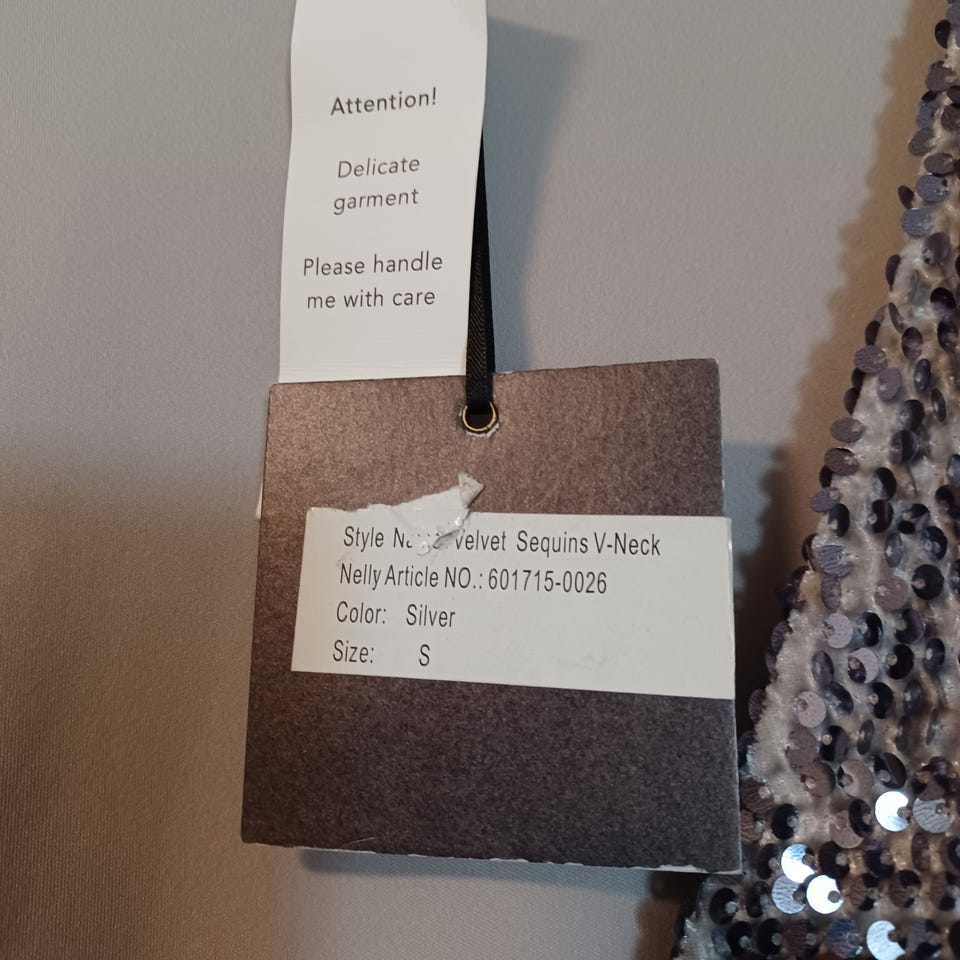 Attention!
Delicate
garment
Please handle
me with care
Style Velvet Sequins V-Neck
Nelly Article NO.: 601715-0026
Color: Silver
Size: S